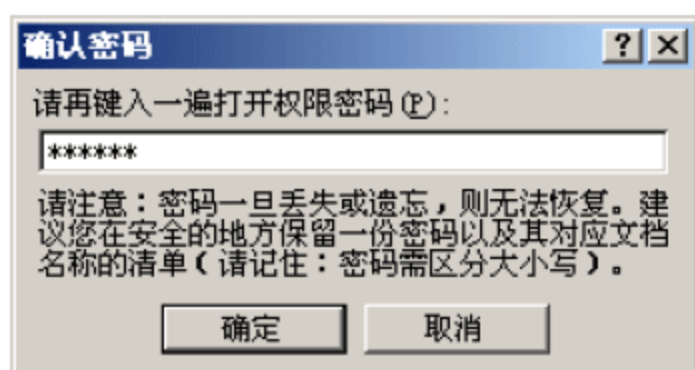 确认密码
请再键入一遍打开权限密码(P):
******
请注意：密码一旦丢失或遗忘，则无法恢复。建
议您在安全的地方保留一份密码以及其对应文档
名称的清单（请记住：密码需区分大小写）。
确定 取消